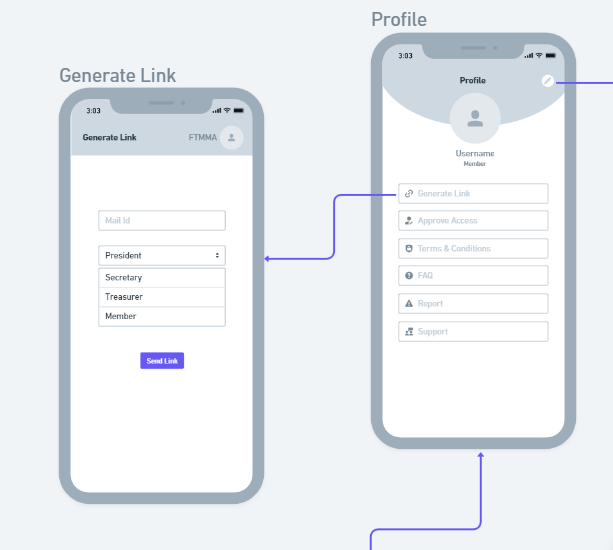 Profile
3:03
Profile
Username
Member
Generate Link
Approve Access
Terms & Conditions
FAQ
Report
Support
Generate Link
3:03
Generate Link
FTMMA
Mail Id
President
Secretary
Treasurer
Member
Send Link